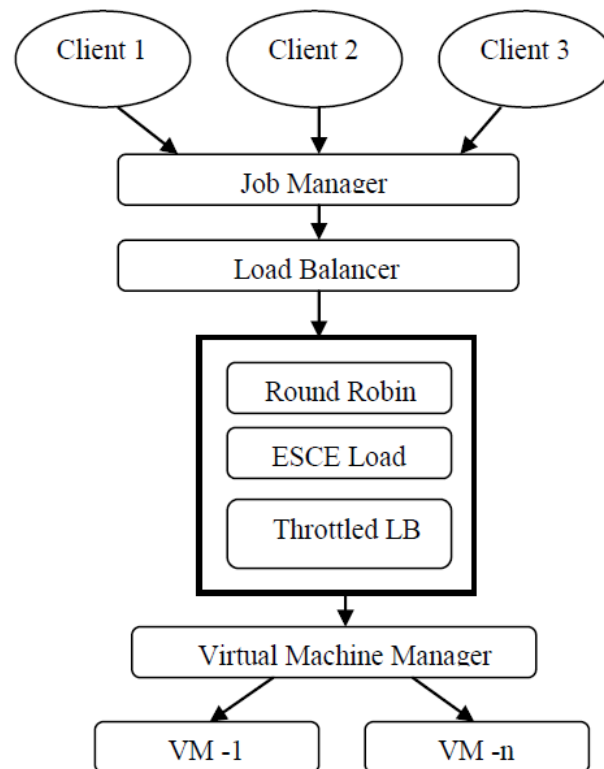 Client 1
Client 2
Client 3
Job Manager
Load Balancer
Round Robin
ESCE Load
Throttled LB
Virtual Machine Manager
VM -1
VM -n